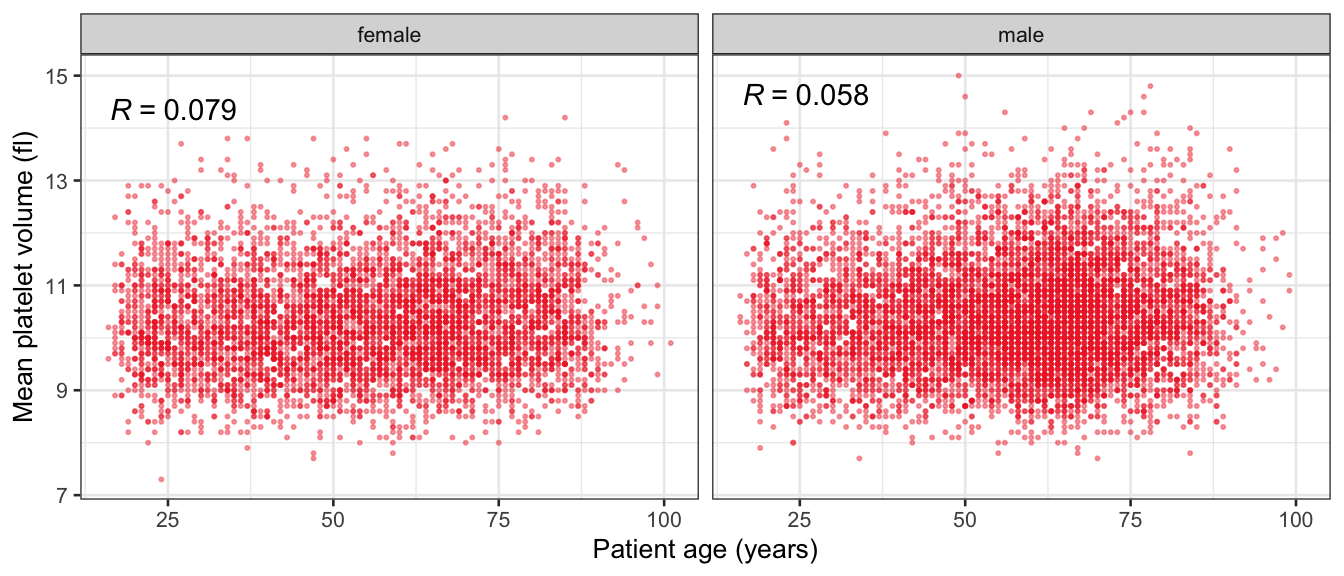 female
male
Mean platelet volume (fl)
15
13
11
9
7
R = 0.079
R = 0.058
25
50
75
100
25
50
75
100
Patient age (years)